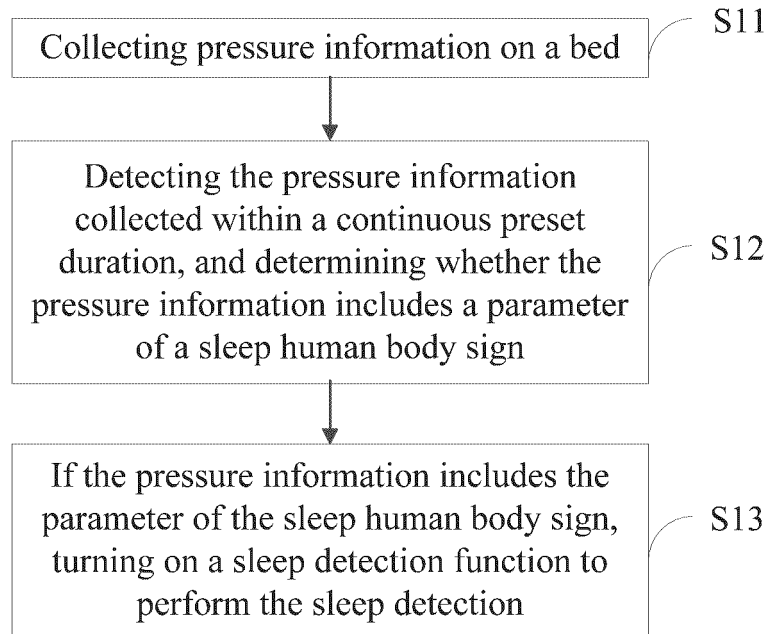 Collecting pressure information on a bed
S11
Detecting the pressure information
collected within a continuous preset
duration, and determining whether the
pressure information includes a parameter
of a sleep human body sign
S12
If the pressure information includes the
parameter of the sleep human body sign,
turning on a sleep detection function to
perform the sleep detection
S13